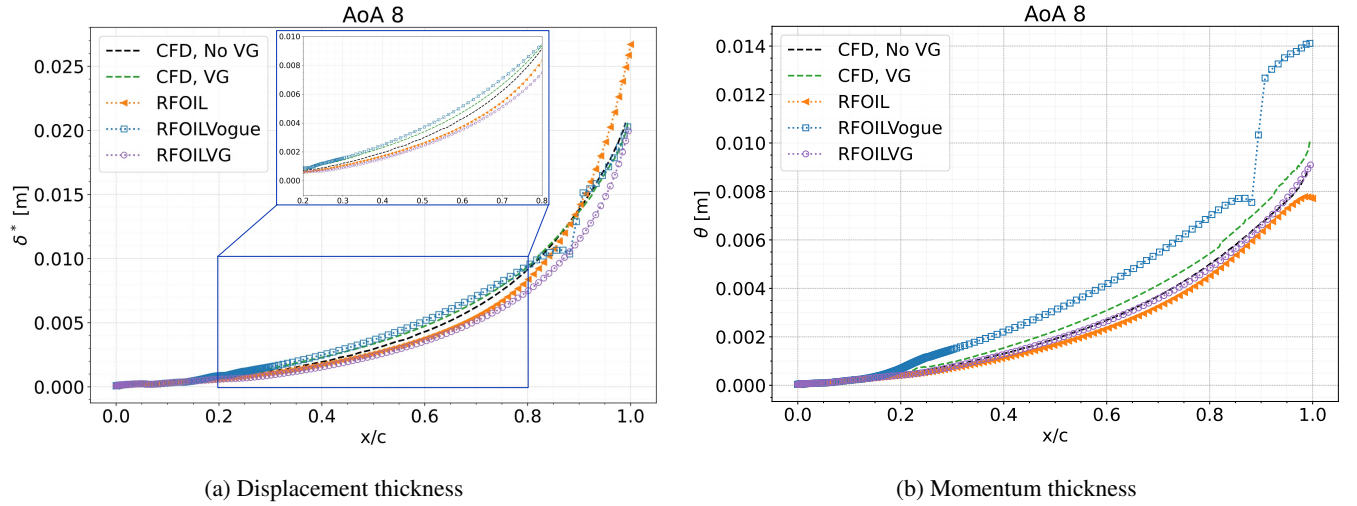 AoA 8
0.025
0.020
0.015
0.010
0.005
0.000
δ* [m]
0.0 0.2 0.4 0.6 0.8 1.0
x/c
CFD, No VG
CFD, VG
RFOIL
RFOILVogue
RFOILVG
0.010
0.008
0.006
0.004
0.002
0.000
0.2 0.3 0.4 0.5 0.6 0.7 0.8
(a) Displacement thickness
AoA 8
0.014
0.012
0.010
0.008
0.006
0.004
0.002
0.000
θ [m]
0.0 0.2 0.4 0.6 0.8 1.0
x/c
CFD, No VG
CFD, VG
RFOIL
RFOILVogue
RFOILVG
(b) Momentum thickness